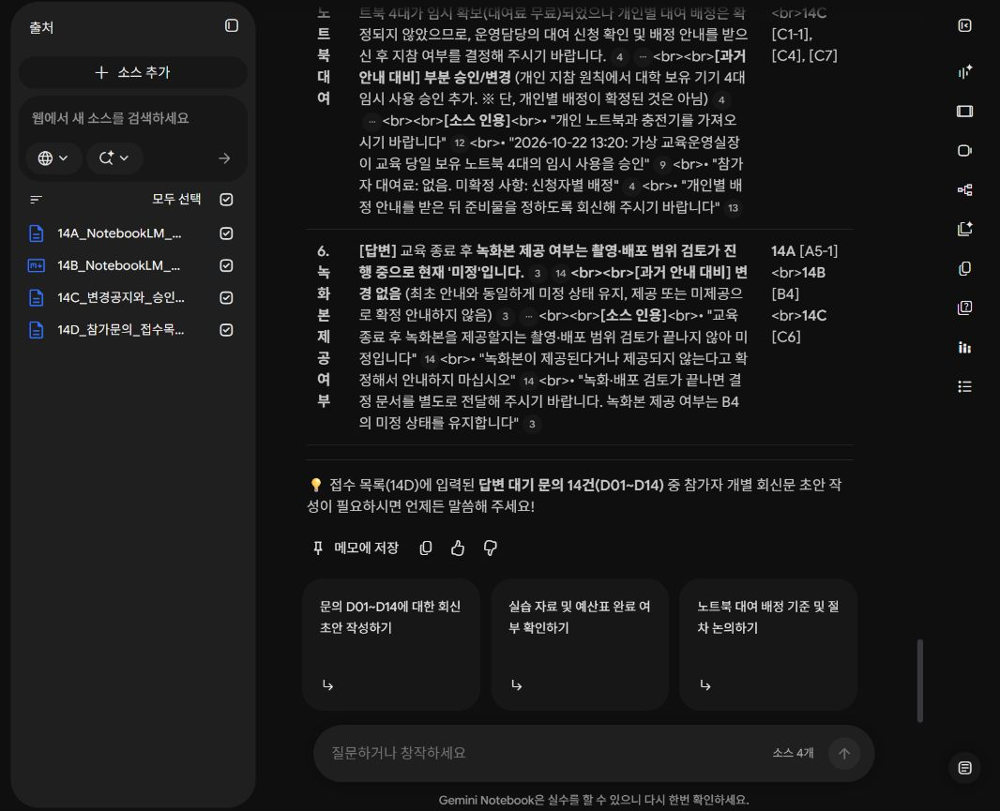 출처
소스 추가
웹에서 새 소스를 검색하세요
모두 선택
14A_NotebookLM_...
14B_NotebookLM_...
14C_변경공지와_승인...
14D_참가문의_접수목...
노
트
북
대
여
트북 4대가 임시 확보(대여료 무료)되었으나 개인별 대여 배정은 확
정되지 않았으므로, 운영담당의 대여 신청 확인 및 배정 안내를 받으
신 후 지참 여부를 결정해 주시기 바랍니다. 4 ... <br><br>[과거
안내 대비] 부분 승인/변경 (개인 지참 원칙에서 대학 보유 기기 4대
임시 사용 승인 추가. ※ 단, 개인별 배정이 확정된 것은 아님) 4
... <br><br>[소스 인용]<br>• "개인 노트북과 충전기를 가져오
시기 바랍니다" 12 <br>• "2026-10-22 13:20: 가상 교육운영실장
이 교육 당일 보유 노트북 4대의 임시 사용을 승인" 9 <br>• "참가
자 대여료: 없음. 미확정 사항: 신청자별 배정" 4 <br>• "개인별 배
정 안내를 받은 뒤 준비물을 정하도록 회신해 주시기 바랍니다" 13
<br>14C
[C1-1],
[C4], [C7]
6.
녹
화
본
제
공
여
부
[답변] 교육 종료 후 녹화본 제공 여부는 촬영·배포 범위 검토가 진
행 중으로 현재 '미정'입니다. 3 14 <br><br>[과거 안내 대비] 변
경 없음 (최초 안내와 동일하게 미정 상태 유지, 제공 또는 미제공으
로 확정 안내하지 않음) 3 ... <br><br>[소스 인용]<br>• "교육
종료 후 녹화본을 제공할지는 촬영·배포 범위 검토가 끝나지 않아 미
정입니다" 14 <br>• "녹화본이 제공된다거나 제공되지 않는다고 확
정해서 안내하지 마십시오" 14 <br>• "녹화·배포 검토가 끝나면 결
정 문서를 별도로 전달해 주시기 바랍니다. 녹화본 제공 여부는 B4
의 미정 상태를 유지합니다" 3
14A [A5-1]
<br>14B
[B4]
<br>14C
[C6]
💡 접수 목록(14D)에 입력된 답변 대기 문의 14건(D01~D14) 중 참가자 개별 회신문 초안 작
성이 필요하시면 언제든 말씀해 주세요!
메모에 저장
문의 D01~D14에 대한 회신
초안 작성하기
실습 자료 및 예산표 완료 여
부 확인하기
노트북 대여 배정 기준 및 절
차 논의하기
질문하거나 창작하세요
소스 4개
Gemini Notebook은 실수를 할 수 있으니 다시 한번 확인하세요.